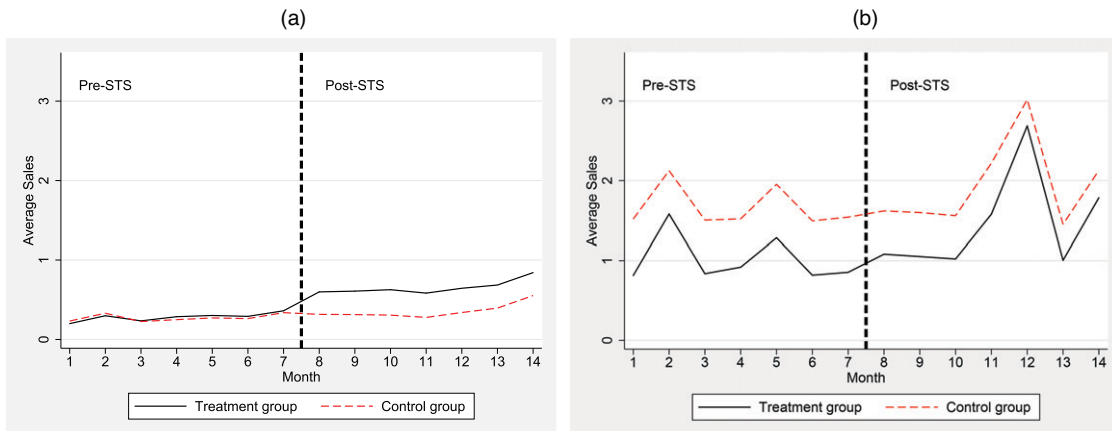 (a)
Pre-STS
Post-STS
3
2
1
0
Average Sales
1 2 3 4 5 6 7 8 9 10 11 12 13 14
Month
Treatment group
Control group
(b)
Pre-STS
Post-STS
3
2
1
0
Average Sales
1 2 3 4 5 6 7 8 9 10 11 12 13 14
Month
Treatment group
Control group